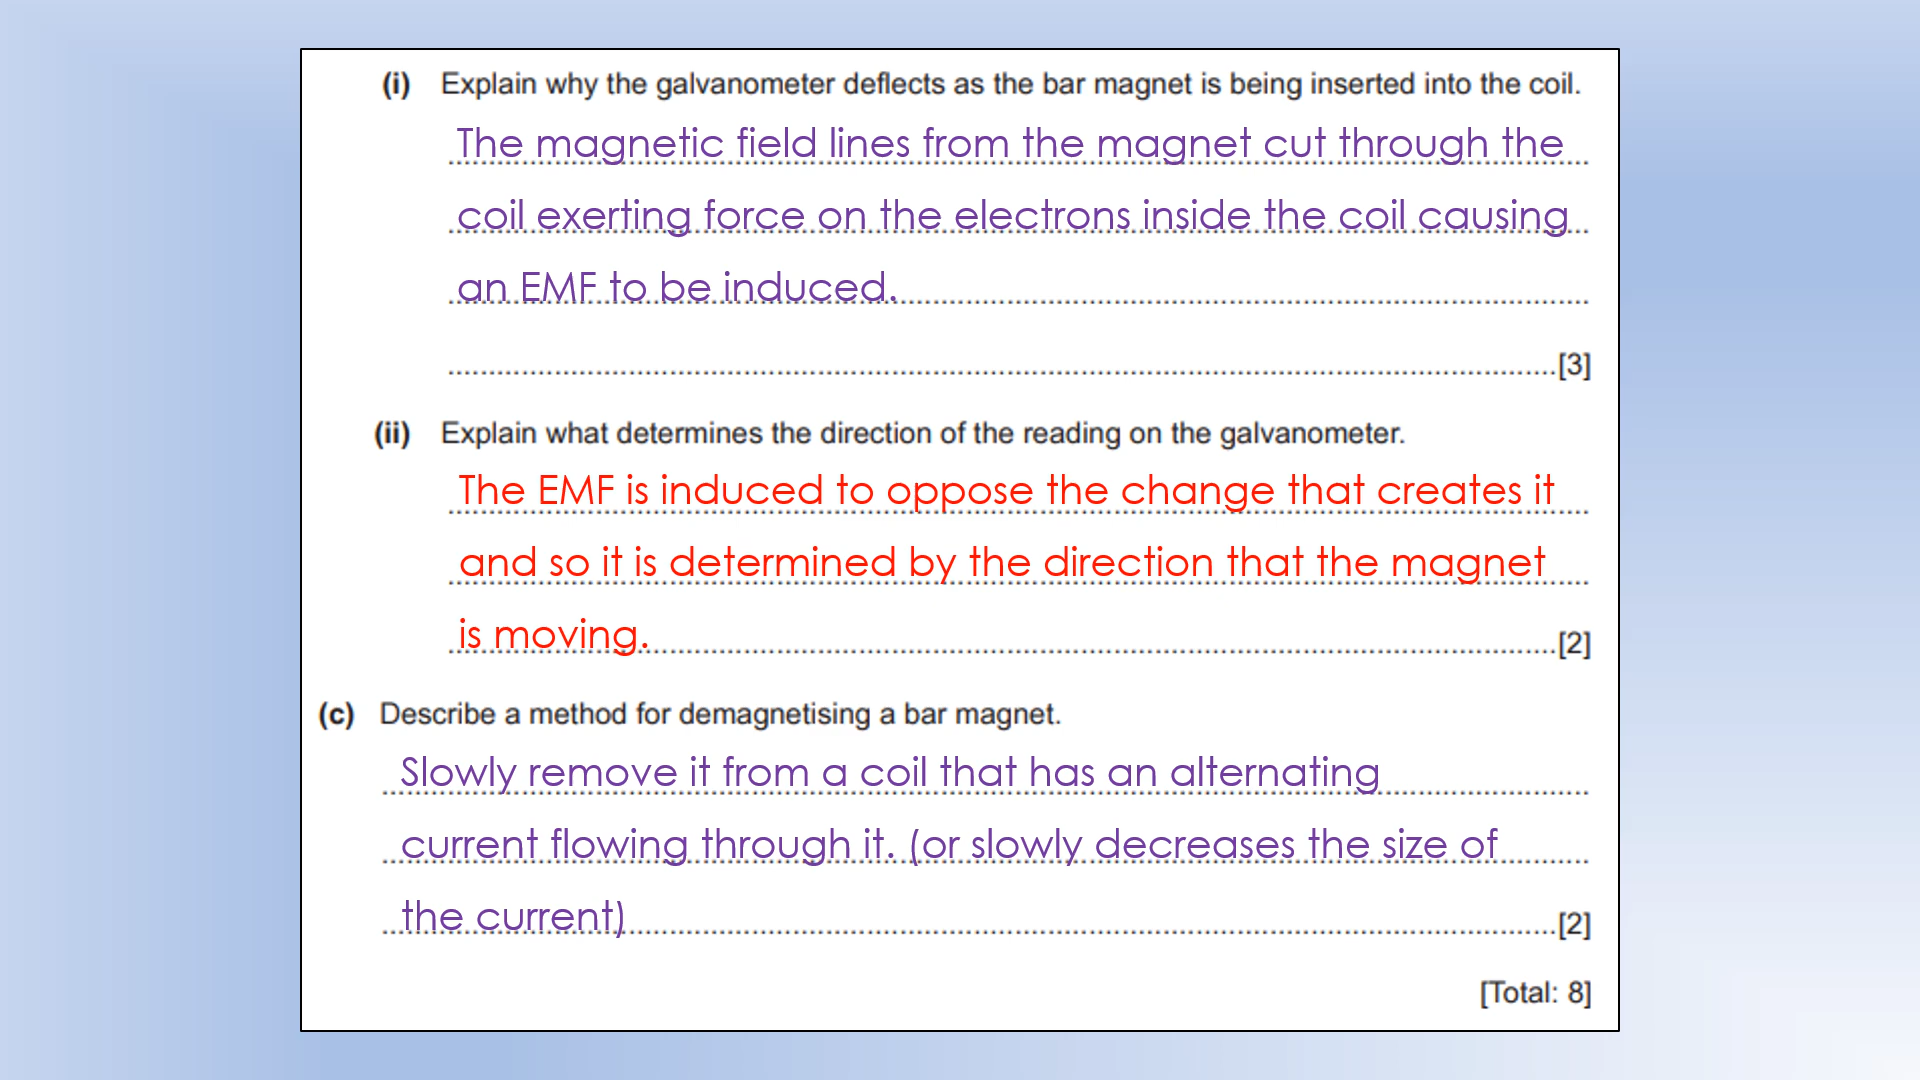 (i) Explain why the galvanometer deflects as the bar magnet is being inserted into the coil.
The magnetic field lines from the magnet cut through the
coil exerting force on the electrons inside the coil causing
an EMF to be induced.
[3]
(ii) Explain what determines the direction of the reading on the galvanometer.
The EMF is induced to oppose the change that creates it
and so it is determined by the direction that the magnet
is moving. [2]
(c) Describe a method for demagnetising a bar magnet.
Slowly remove it from a coil that has an alternating
current flowing through it. (or slowly decreases the size of
the current) [2]
[Total: 8]